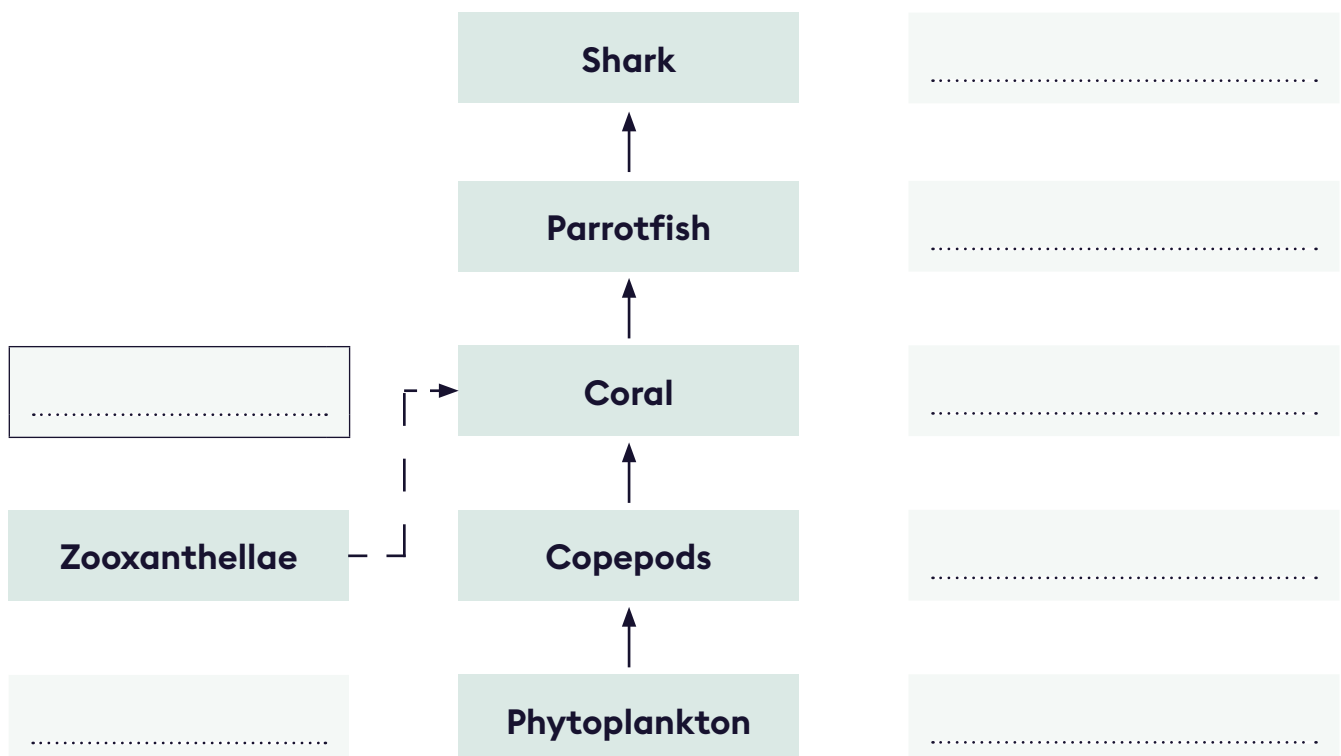 Shark
Parrotfish
Coral
Zooxanthellae
Copepods
Phytoplankton